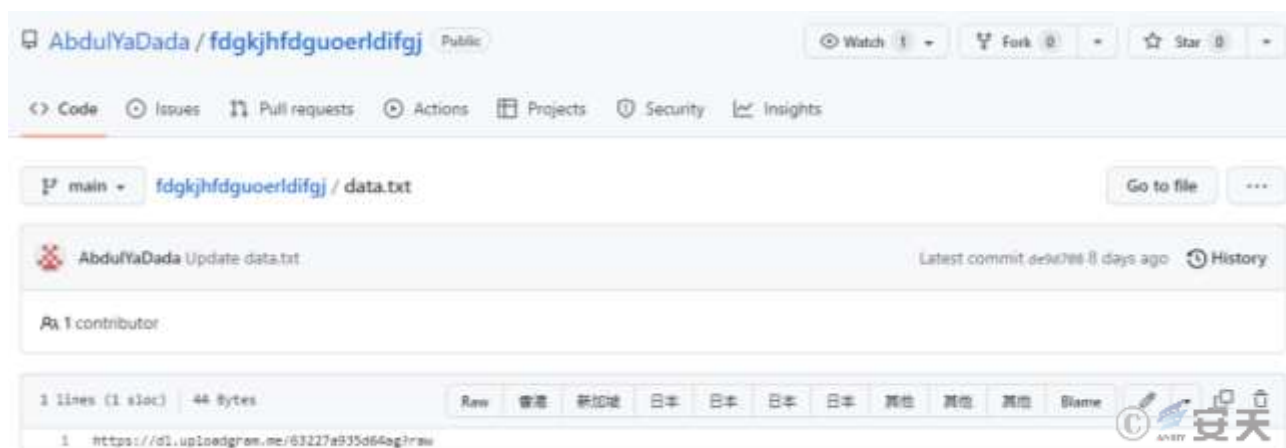 AbdulYaDada / fdgkjhfdguoerldifgj Public
Watch 1 Fork 0 Star 0
<> Code Issues Pull requests Actions Projects Security Insights
main fdgkjhfdguoerldifgj / data.txt Go to file ...
AbdulYaDada Update data.txt Latest commit 8 days ago History
1 contributor
1 lines (1 sloc) 44 Bytes Raw 香港 新加坡 日本 日本 日本 日本 其他 其他 其他 Blame
1 https://dl.uploadgram.me/63227a935d64ag?raw
© ANTIY 安天